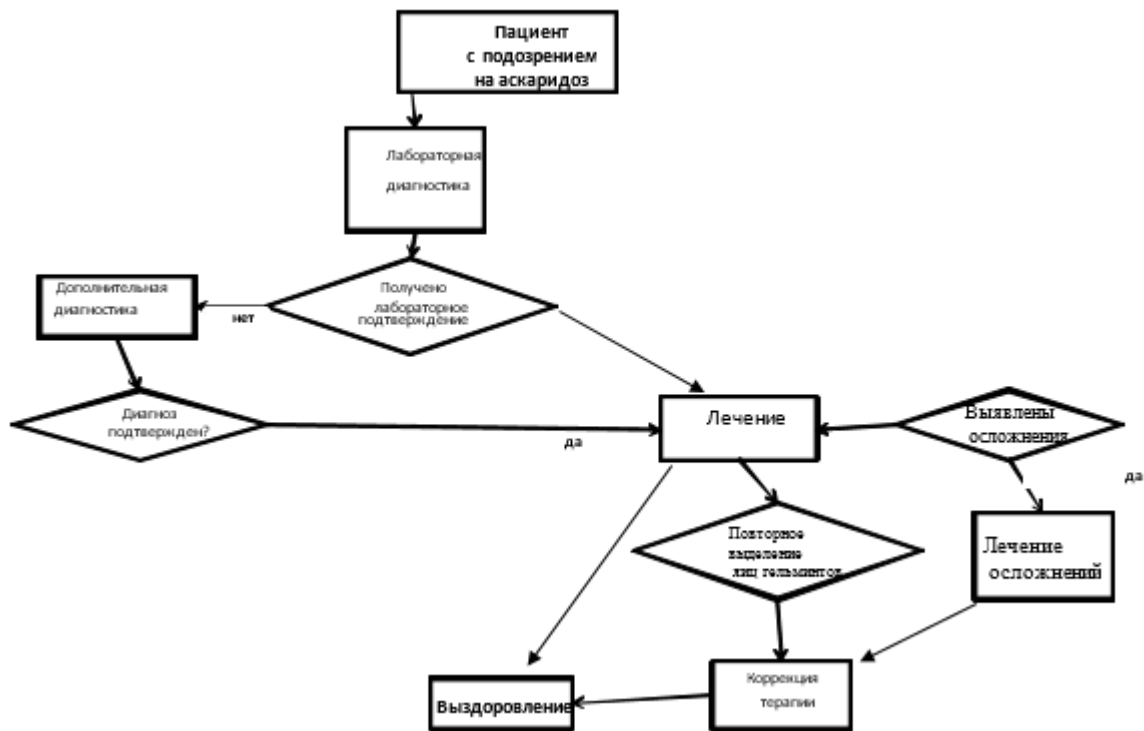 Пациент
с подозрением
на аскаридоз
Лабораторная
диагностика
Получено
лабораторное
подтверждение
Дополнительная
диагностика
нет
Диагноз
подтвержден?
да
Лечение
Выявлены
осложнения
да
Повторное
выделение
лиц гельминтов
Лечение
осложнений
Коррекция
терапии
Выздоровление